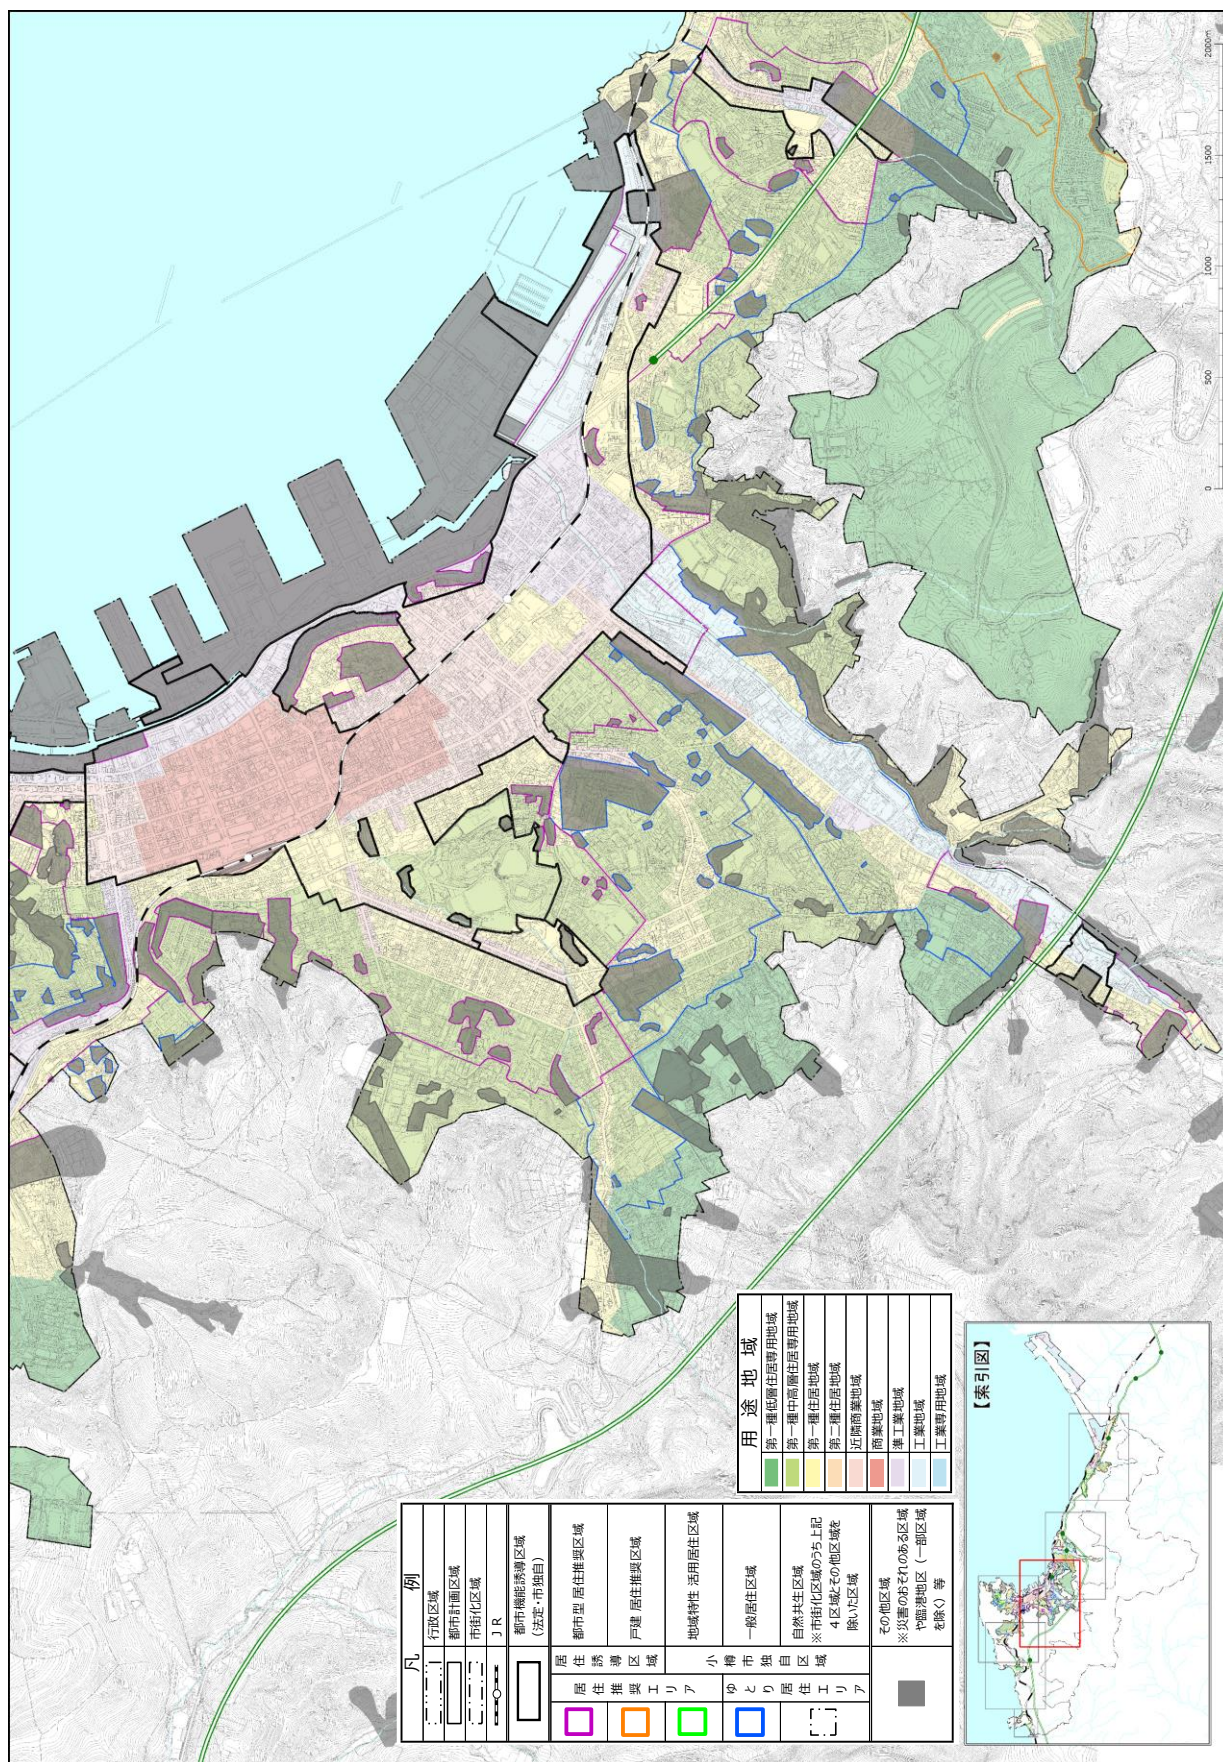 凡 例
行政区域
都市計画区域
市街化区域
JR
都市機能誘導区域
(法定・市独自)
居住推奨エリア
居住誘導区域
都市型 居住推奨区域
戸建 居住推奨区域
小樽市独自区域
地域特性 活用居住区域
ゆとり居住エリア
一般居住区域
自然共生区域
※市街化区域のうち上記
4区域とその他区域を
除いた区域
その他区域
※災害のおそれのある区域
や臨港地区(一部区域
を除く)等
用 途 地 域
第一種低層住居専用地域
第一種中高層住居専用地域
第一種住居地域
第二種住居地域
近隣商業地域
商業地域
準工業地域
工業地域
工業専用地域
【索引図】
0
500
1000
1500
2000m